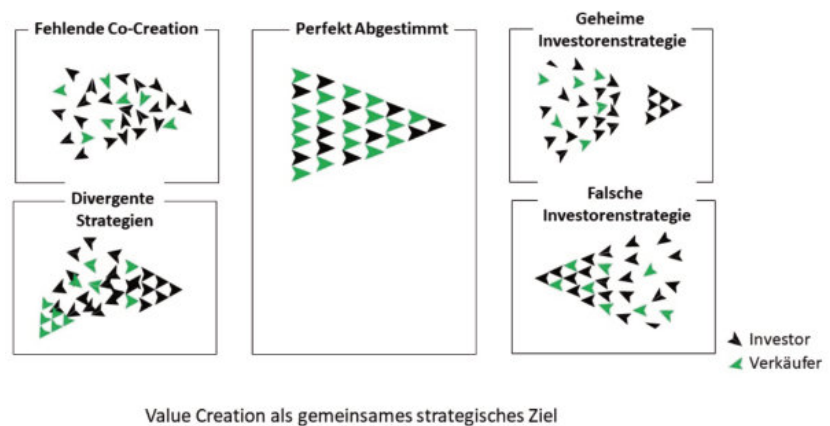 Fehlende Co-Creation
Perfekt Abgestimmt
Geheime
Investorenstrategie
Divergente
Strategien
Falsche
Investorenstrategie
Investor
Verkäufer
Value Creation als gemeinsames strategisches Ziel